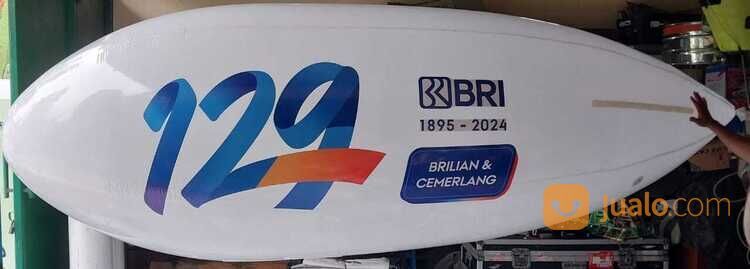 129
BRI
1895 - 2024
BRILIAN &
CEMERLANG
jualo.com